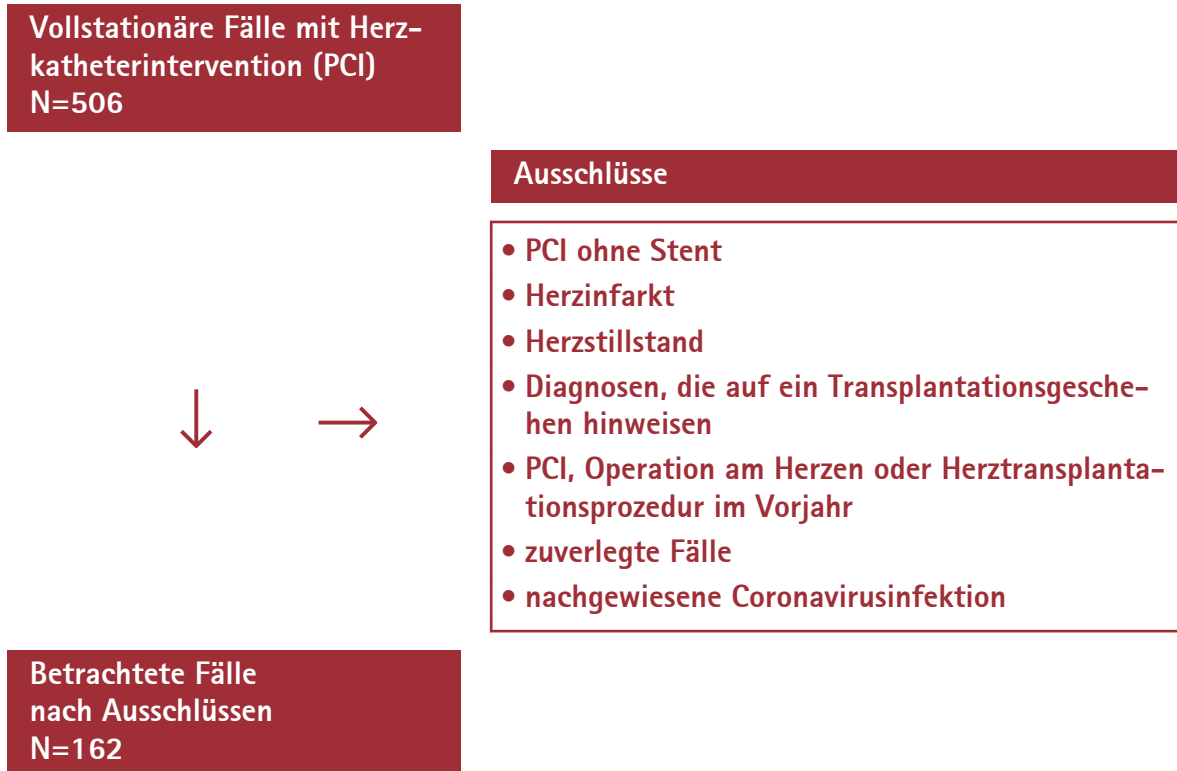 Vollstationäre Fälle mit Herz-
katheterintervention (PCI)
N=506
Ausschlüsse
• PCI ohne Stent
• Herzinfarkt
• Herzstillstand
• Diagnosen, die auf ein Transplantationsgesche-
hen hinweisen
• PCI, Operation am Herzen oder Herztransplanta-
tionsprozedur im Vorjahr
• zuverlegte Fälle
• nachgewiesene Coronavirusinfektion
Betrachtete Fälle
nach Ausschlüssen
N=162